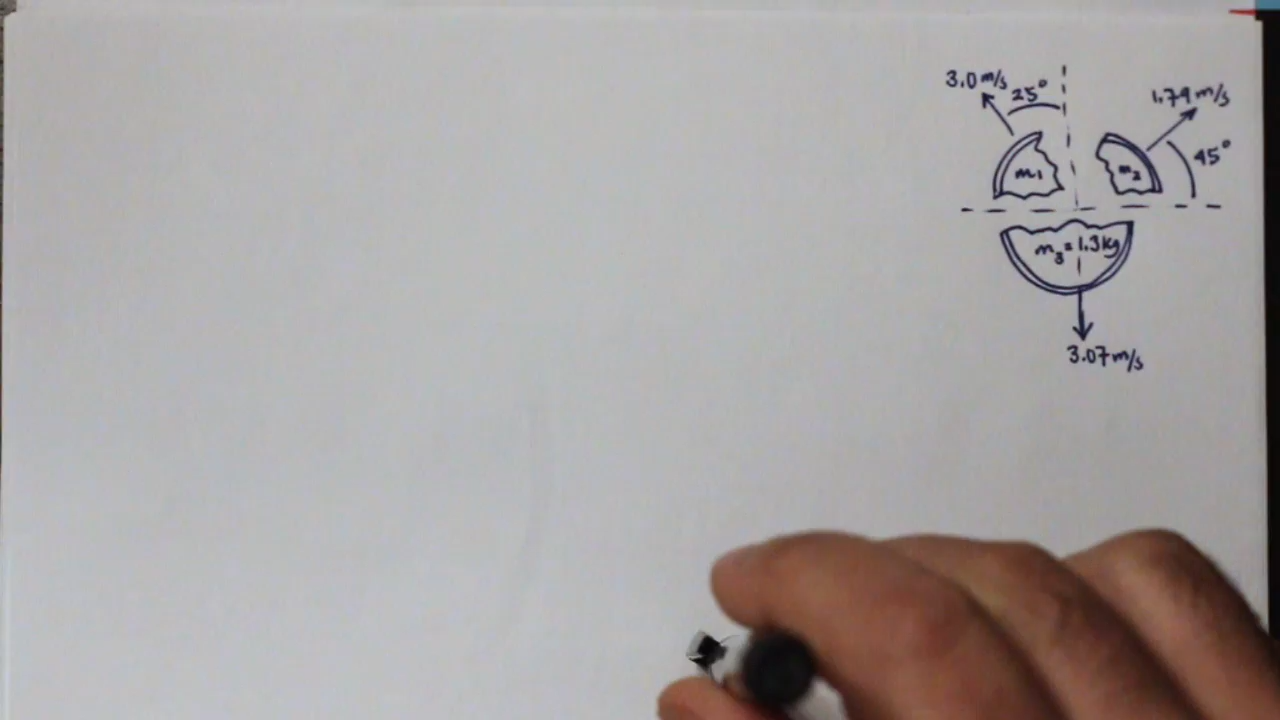 3.0 m/s
25°
1.79 m/s
45°
m1
m2
m3 = 1.3 kg
3.07 m/s